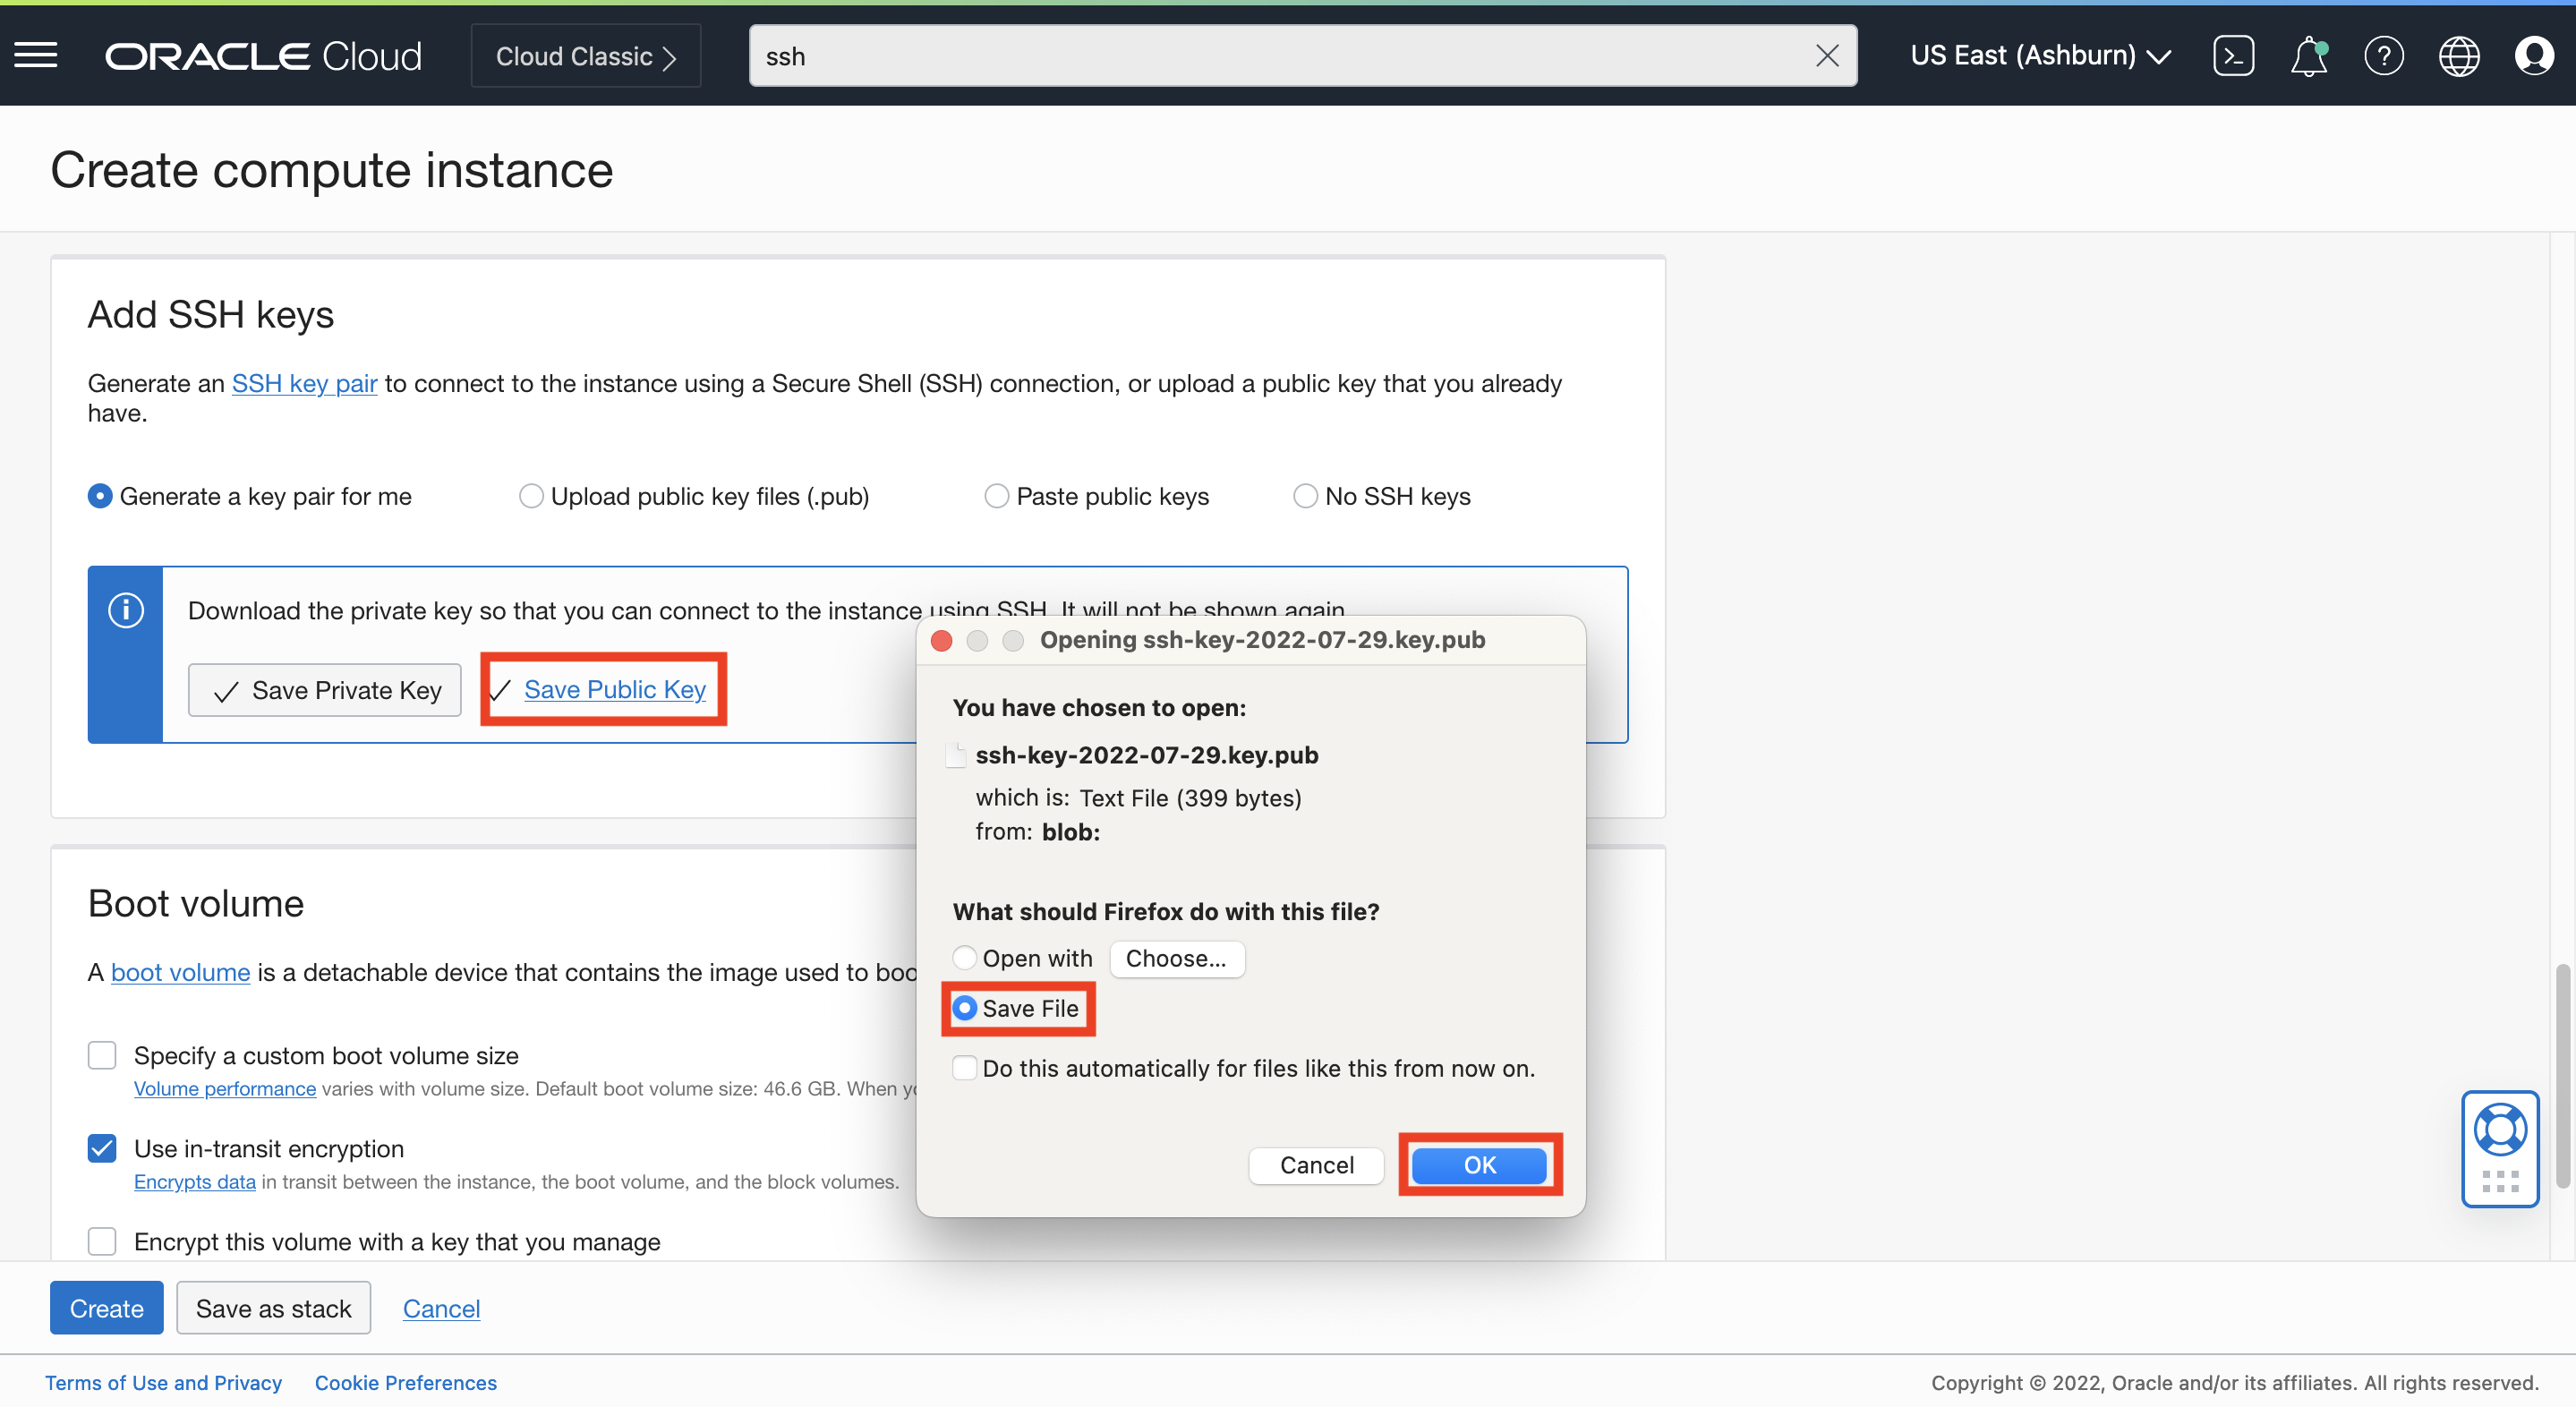 ORACLE Cloud
Cloud Classic
ssh
US East (Ashburn)
Create compute instance
Add SSH keys
Generate an SSH key pair to connect to the instance using a Secure Shell (SSH) connection, or upload a public key that you already
have.
Generate a key pair for me
Upload public key files (.pub)
Paste public keys
No SSH keys
Download the private key so that you can connect to the instance using SSH. It will not be shown again
Save Private Key
Save Public Key
Opening ssh-key-2022-07-29.key.pub
You have chosen to open:
ssh-key-2022-07-29.key.pub
which is: Text File (399 bytes)
from: blob:
What should Firefox do with this file?
Open with
Choose...
Save File
Do this automatically for files like this from now on.
Cancel
OK
Boot volume
A boot volume is a detachable device that contains the image used to boo
Specify a custom boot volume size
Volume performance varies with volume size. Default boot volume size: 46.6 GB. When yo
Use in-transit encryption
Encrypts data in transit between the instance, the boot volume, and the block volumes.
Encrypt this volume with a key that you manage
Create
Save as stack
Cancel
Terms of Use and Privacy
Cookie Preferences
Copyright © 2022, Oracle and/or its affiliates. All rights reserved.